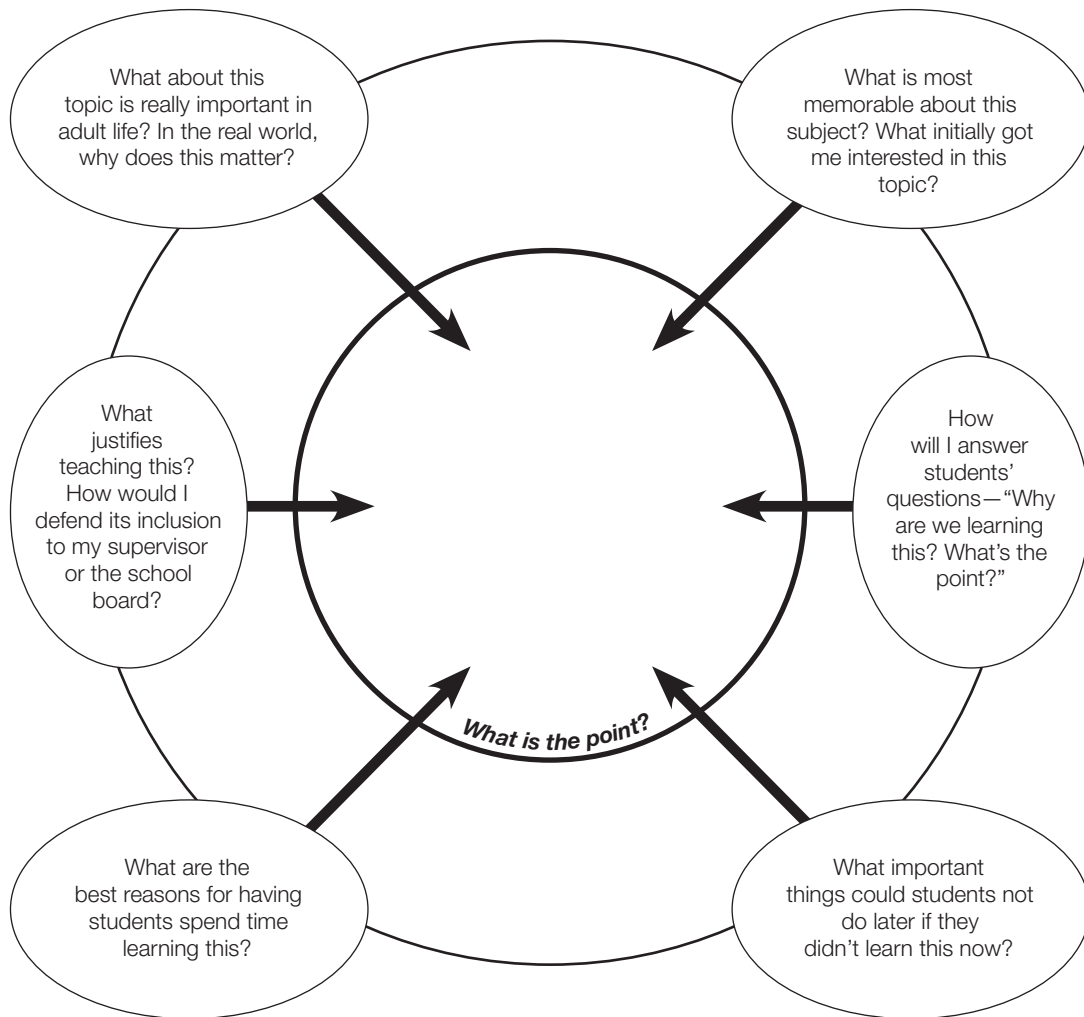 What about this
topic is really important in
adult life? In the real world,
why does this matter?
What is most
memorable about this
subject? What initially got
me interested in this
topic?
What
justifies
teaching this?
How would I
defend its inclusion
to my supervisor
or the school
board?
How
will I answer
students’
questions—“Why
are we learning
this? What’s the
point?”
What is the point?
What are the
best reasons for having
students spend time
learning this?
What important
things could students not
do later if they
didn’t learn this now?